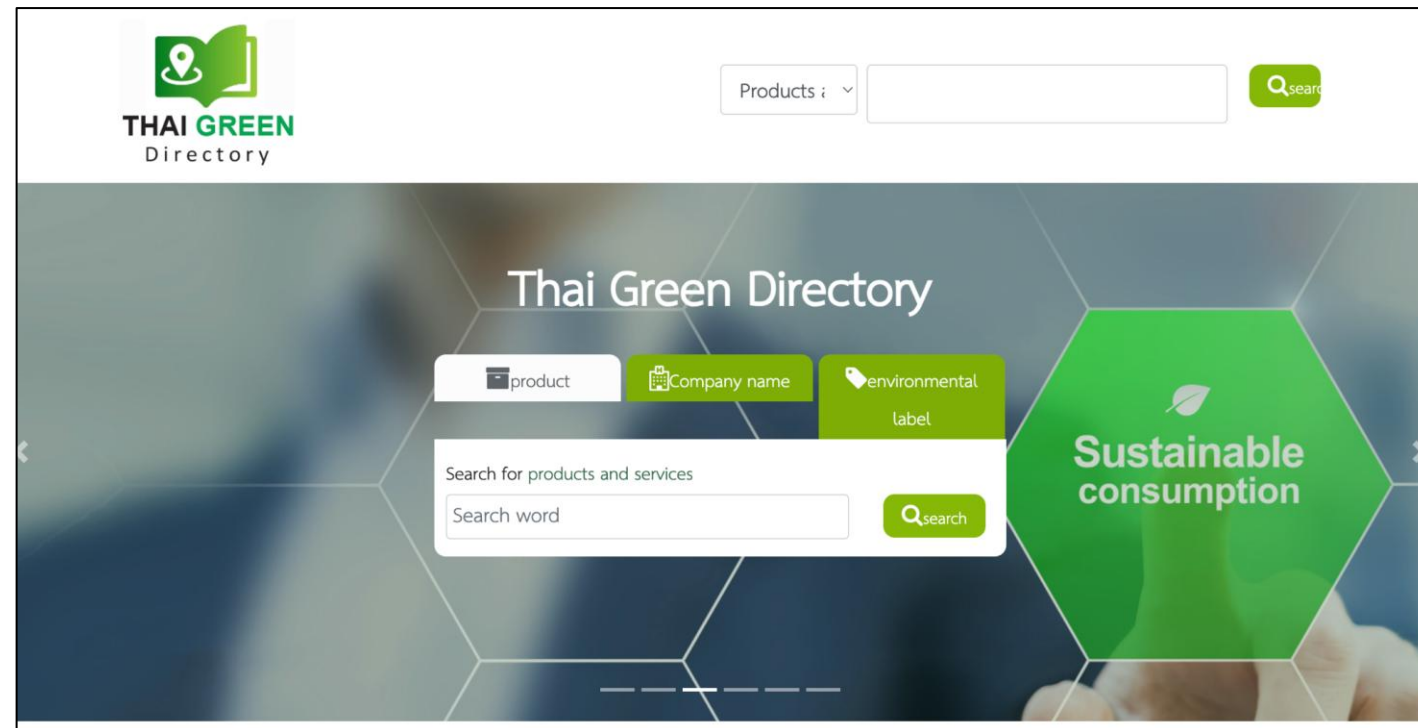 THAI GREEN
Directory
Products
search
Thai Green Directory
product
Company name
environmental
label
Search for products and services
Search word
search
Sustainable
consumption